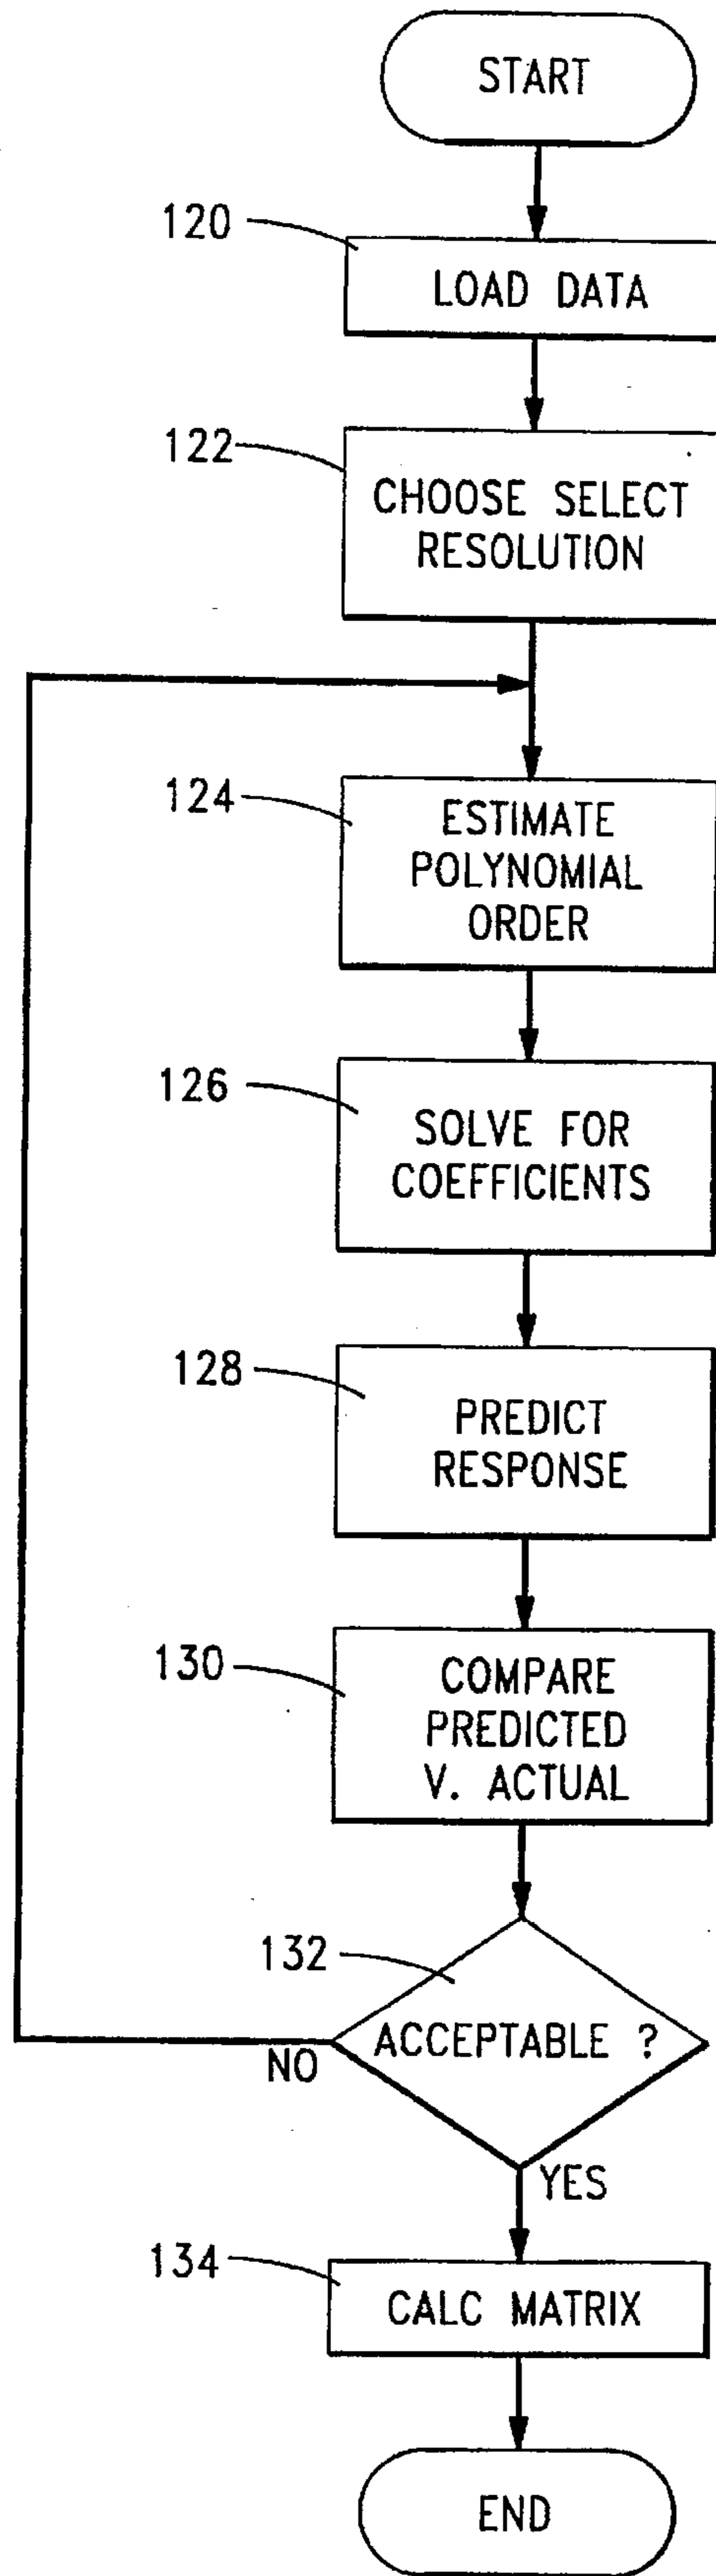 START
120
LOAD DATA
122
CHOOSE SELECT
RESOLUTION
124
ESTIMATE
POLYNOMIAL
ORDER
126
SOLVE FOR
COEFFICIENTS
128
PREDICT
RESPONSE
130
COMPARE
PREDICTED
V. ACTUAL
132
ACCEPTABLE ?
NO
YES
134
CALC MATRIX
END